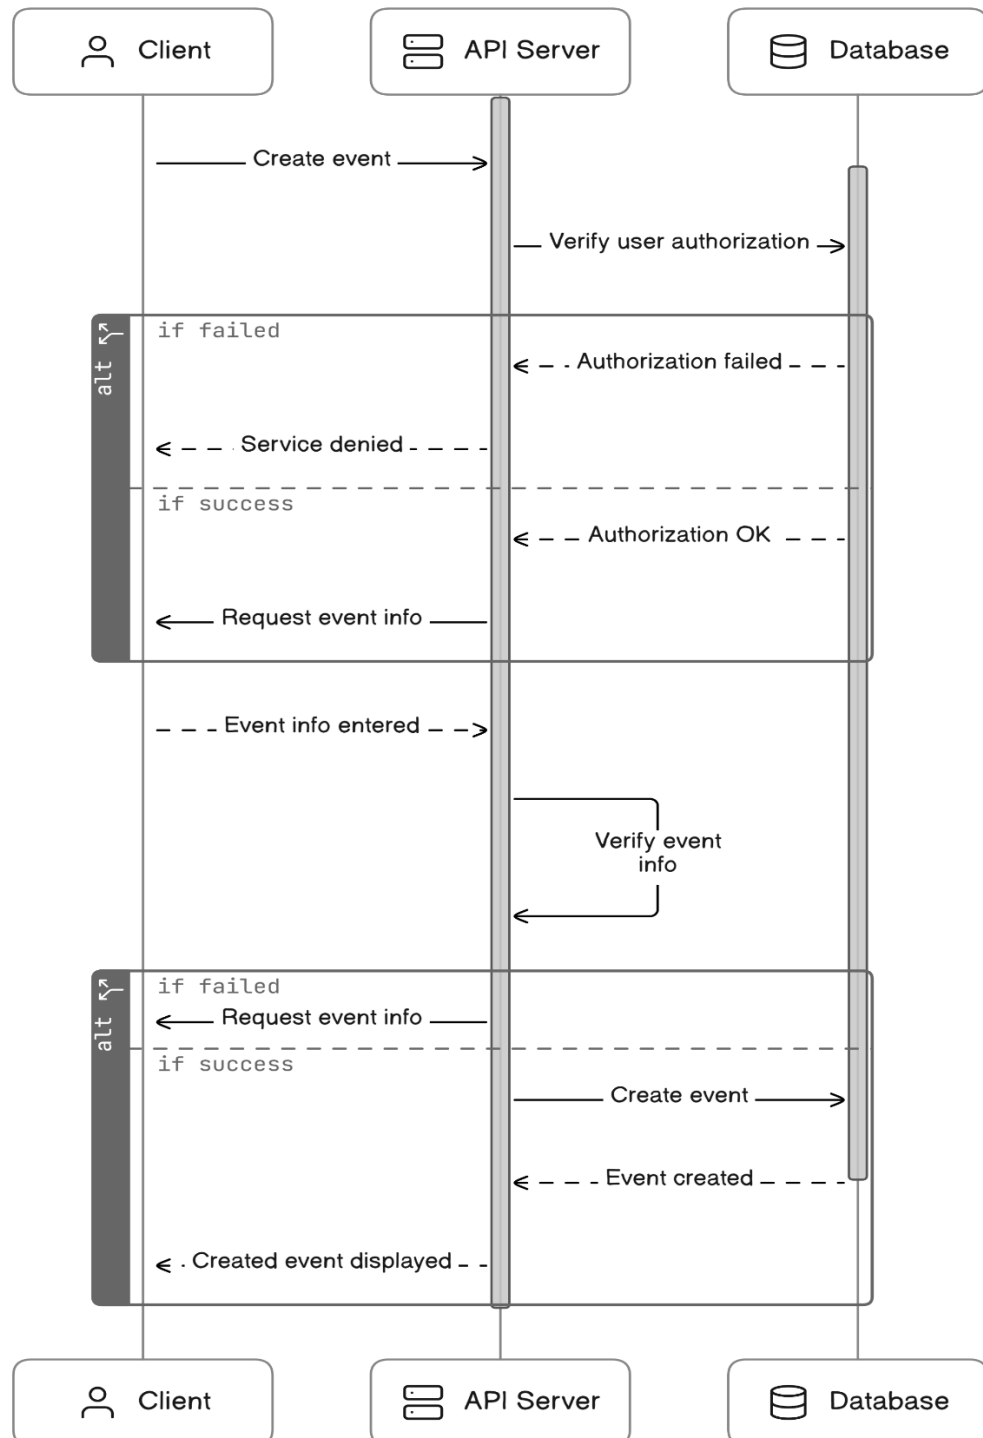 Client
API Server
Database
Create event
Verify user authorization
alt
if failed
Authorization failed
Service denied
if success
Authorization OK
Request event info
Event info entered
Verify event
info
alt
if failed
Request event info
if success
Create event
Event created
Created event displayed
Client
API Server
Database